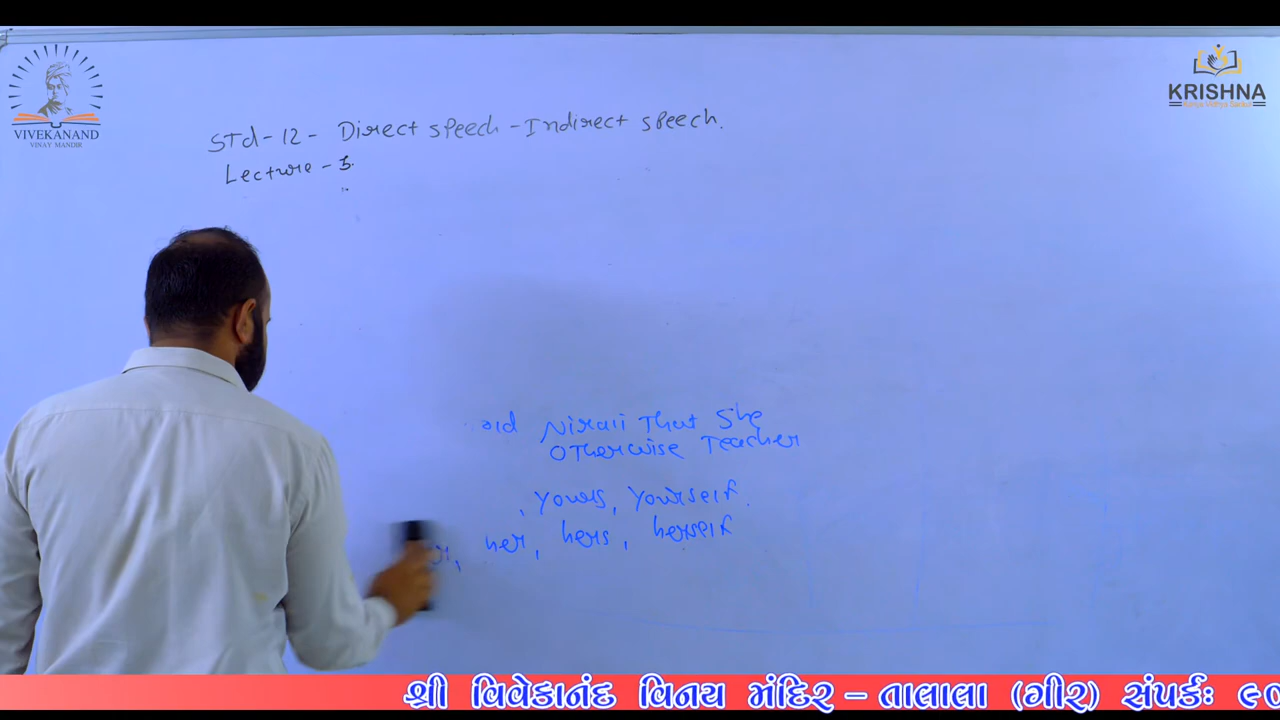 VIVEKANAND
VINAY MANDIR
KRISHNA
STd-12 - Direct speech - Indirect speech.
Lecture - 3.
Nirali That She
otherwise Teacher
, yours, yourself.
, her, hers, herself
શ્રી વિવેકાનંદ વિનય મંદિર – તાલાલા (ગીર) સંપર્કઃ ૯૭